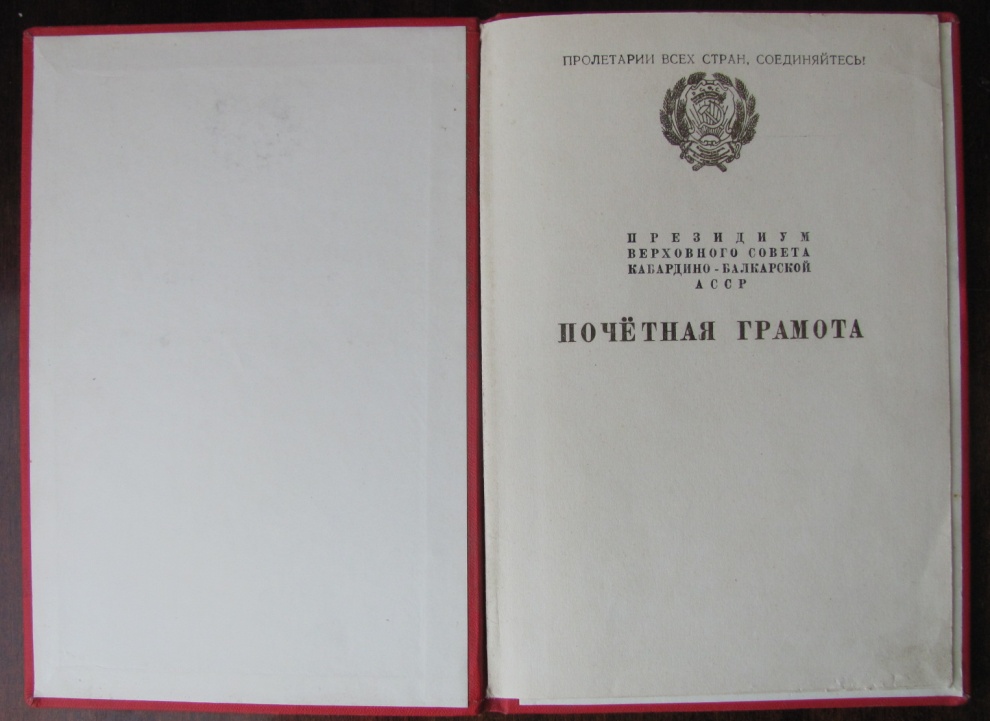 ПРОЛЕТАРИИ ВСЕХ СТРАН, СОЕДИНЯЙТЕСЬ!
ПРЕЗИДИУМ
ВЕРХОВНОГО СОВЕТА
КАБАРДИНО-БАЛКАРСКОЙ
АССР
ПОЧЁТНАЯ ГРАМОТА